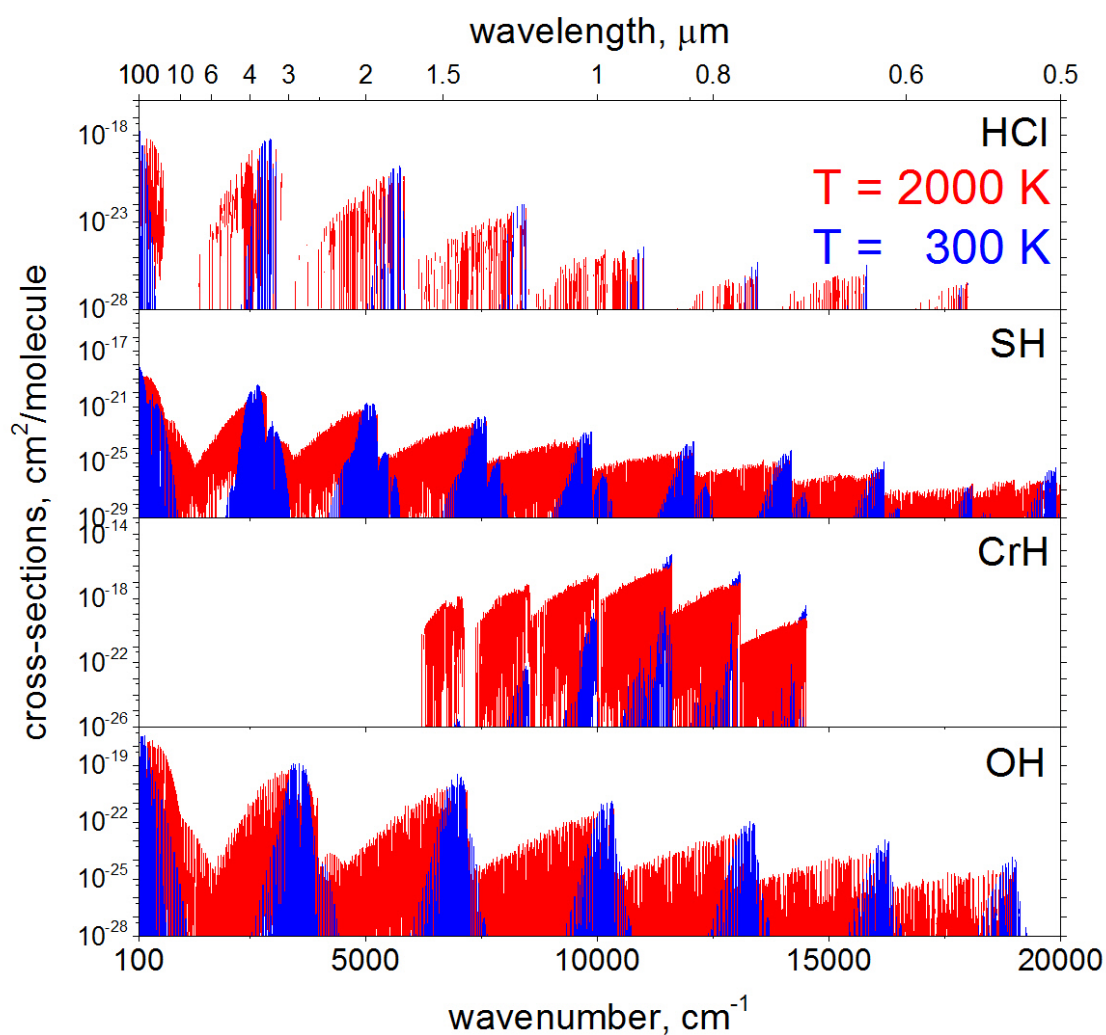 wavelength, μm
100 10 6 4 3 2 1.5 1 0.8 0.6 0.5
cross-sections, cm²/molecule
HCl
T = 2000 K
T = 300 K
10⁻¹⁸
10⁻²³
10⁻²⁸
SH
10⁻¹⁷
10⁻²¹
10⁻²⁵
10⁻²⁹
CrH
10⁻¹⁴
10⁻¹⁸
10⁻²²
10⁻²⁶
OH
10⁻¹⁹
10⁻²²
10⁻²⁵
10⁻²⁸
100 5000 10000 15000 20000
wavenumber, cm⁻¹